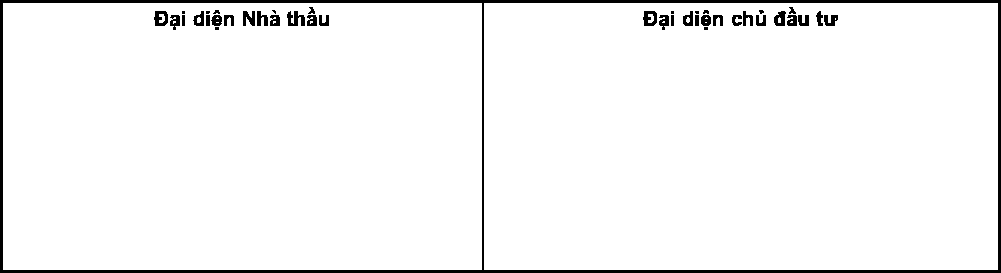 Đại diện Nhà thầu
Đại diện chủ đầu tư